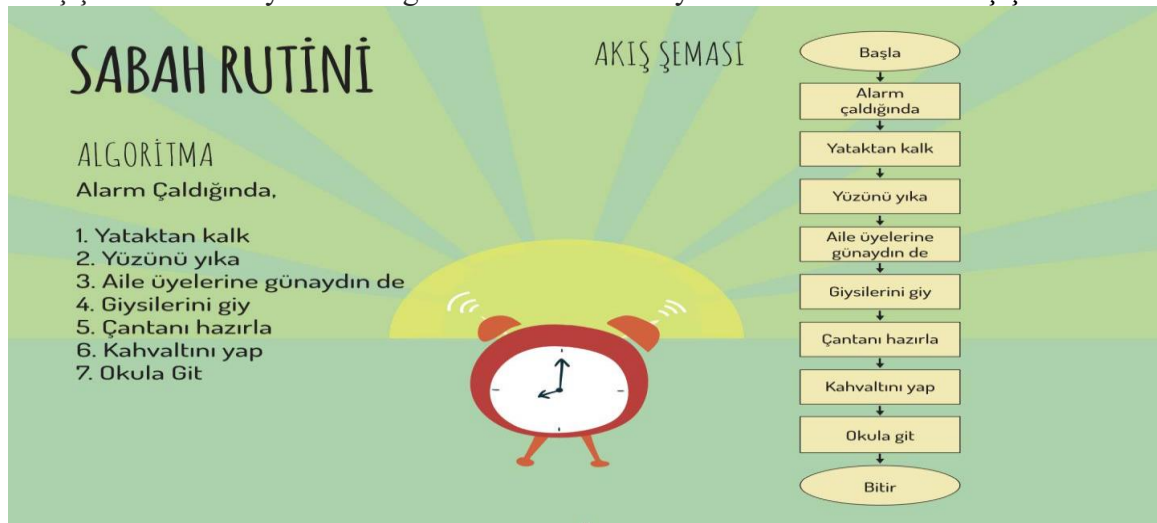 SABAH RUTİNİ
ALGORİTMA
Alarm Çaldığında,
1. Yataktan kalk
2. Yüzünü yıka
3. Aile üyelerine günaydın de
4. Giysilerini giy
5. Çantanı hazırla
6. Kahvaltını yap
7. Okula Git
AKIŞ ŞEMASI
Başla
Alarm
çaldığında
Yataktan kalk
Yüzünü yıka
Aile üyelerine
günaydın de
Giysilerini giy
Çantanı hazırla
Kahvaltını yap
Okula git
Bitir